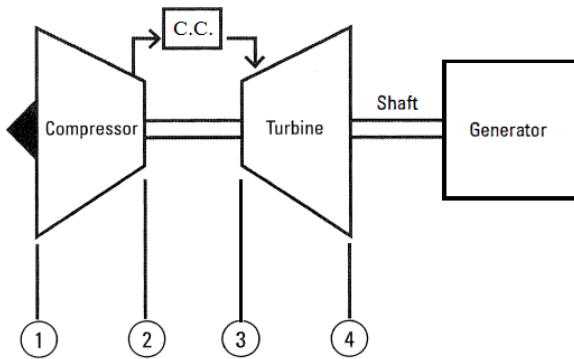 C.C.
Compressor
Turbine
Shaft
Generator
1
2
3
4